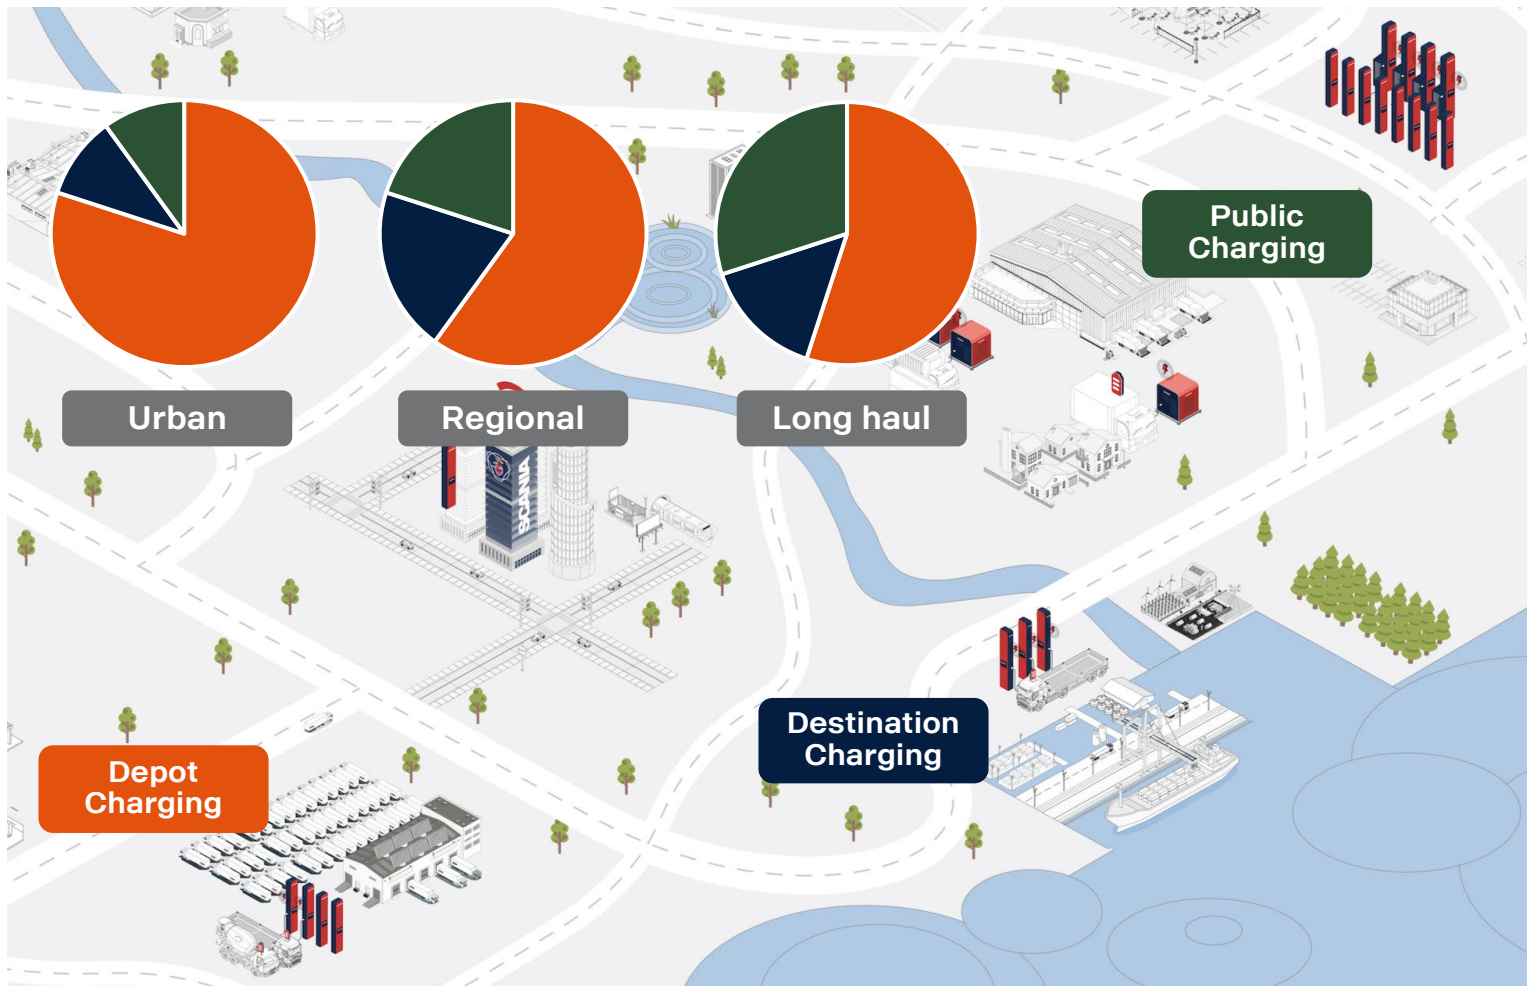 Public
Charging
Urban
Regional
Long haul
SCANIA
Destination
Charging
Depot
Charging